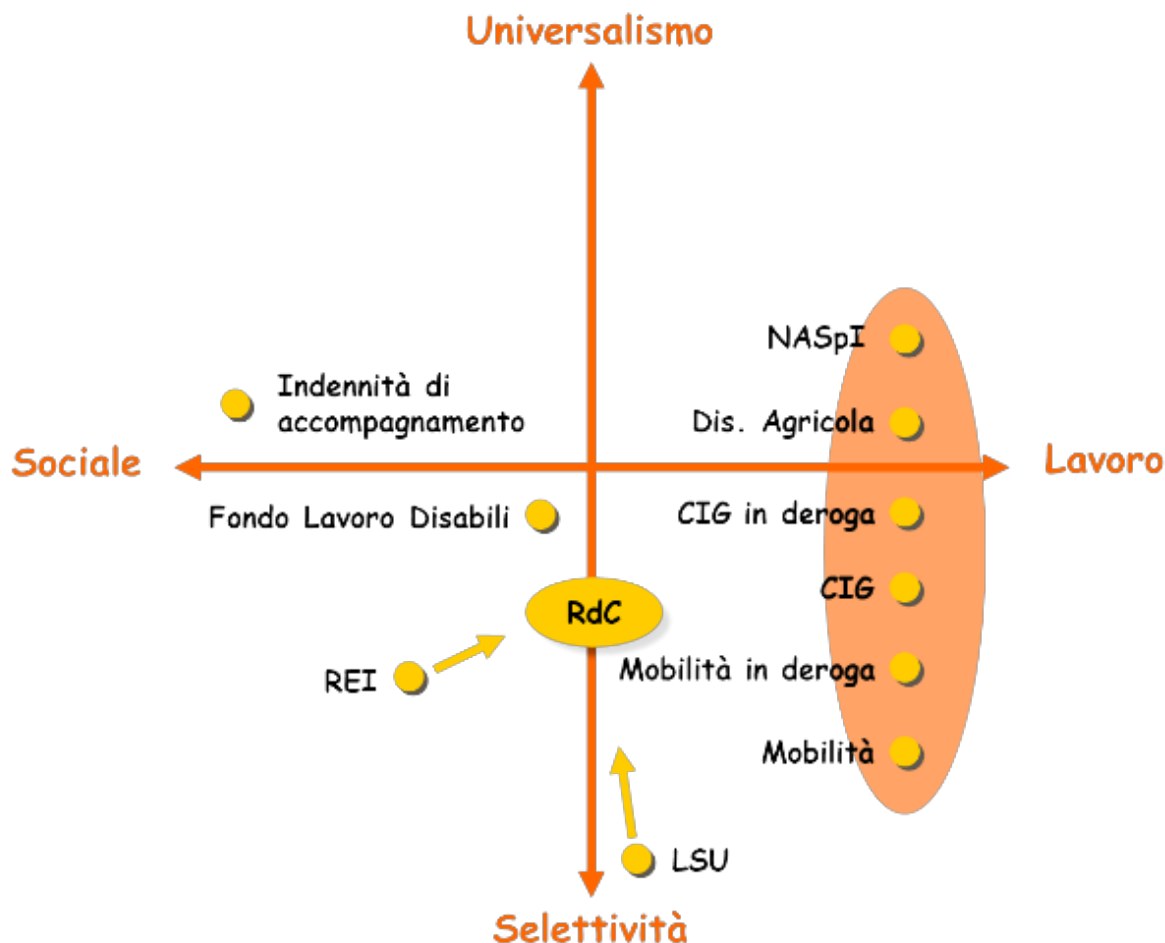 Universalismo
NASpI
Indennità di
accompagnamento
Dis. Agricola
Sociale
Lavoro
Fondo Lavoro Disabili
CIG in deroga
CIG
RdC
REI
Mobilità in deroga
Mobilità
LSU
Selettività